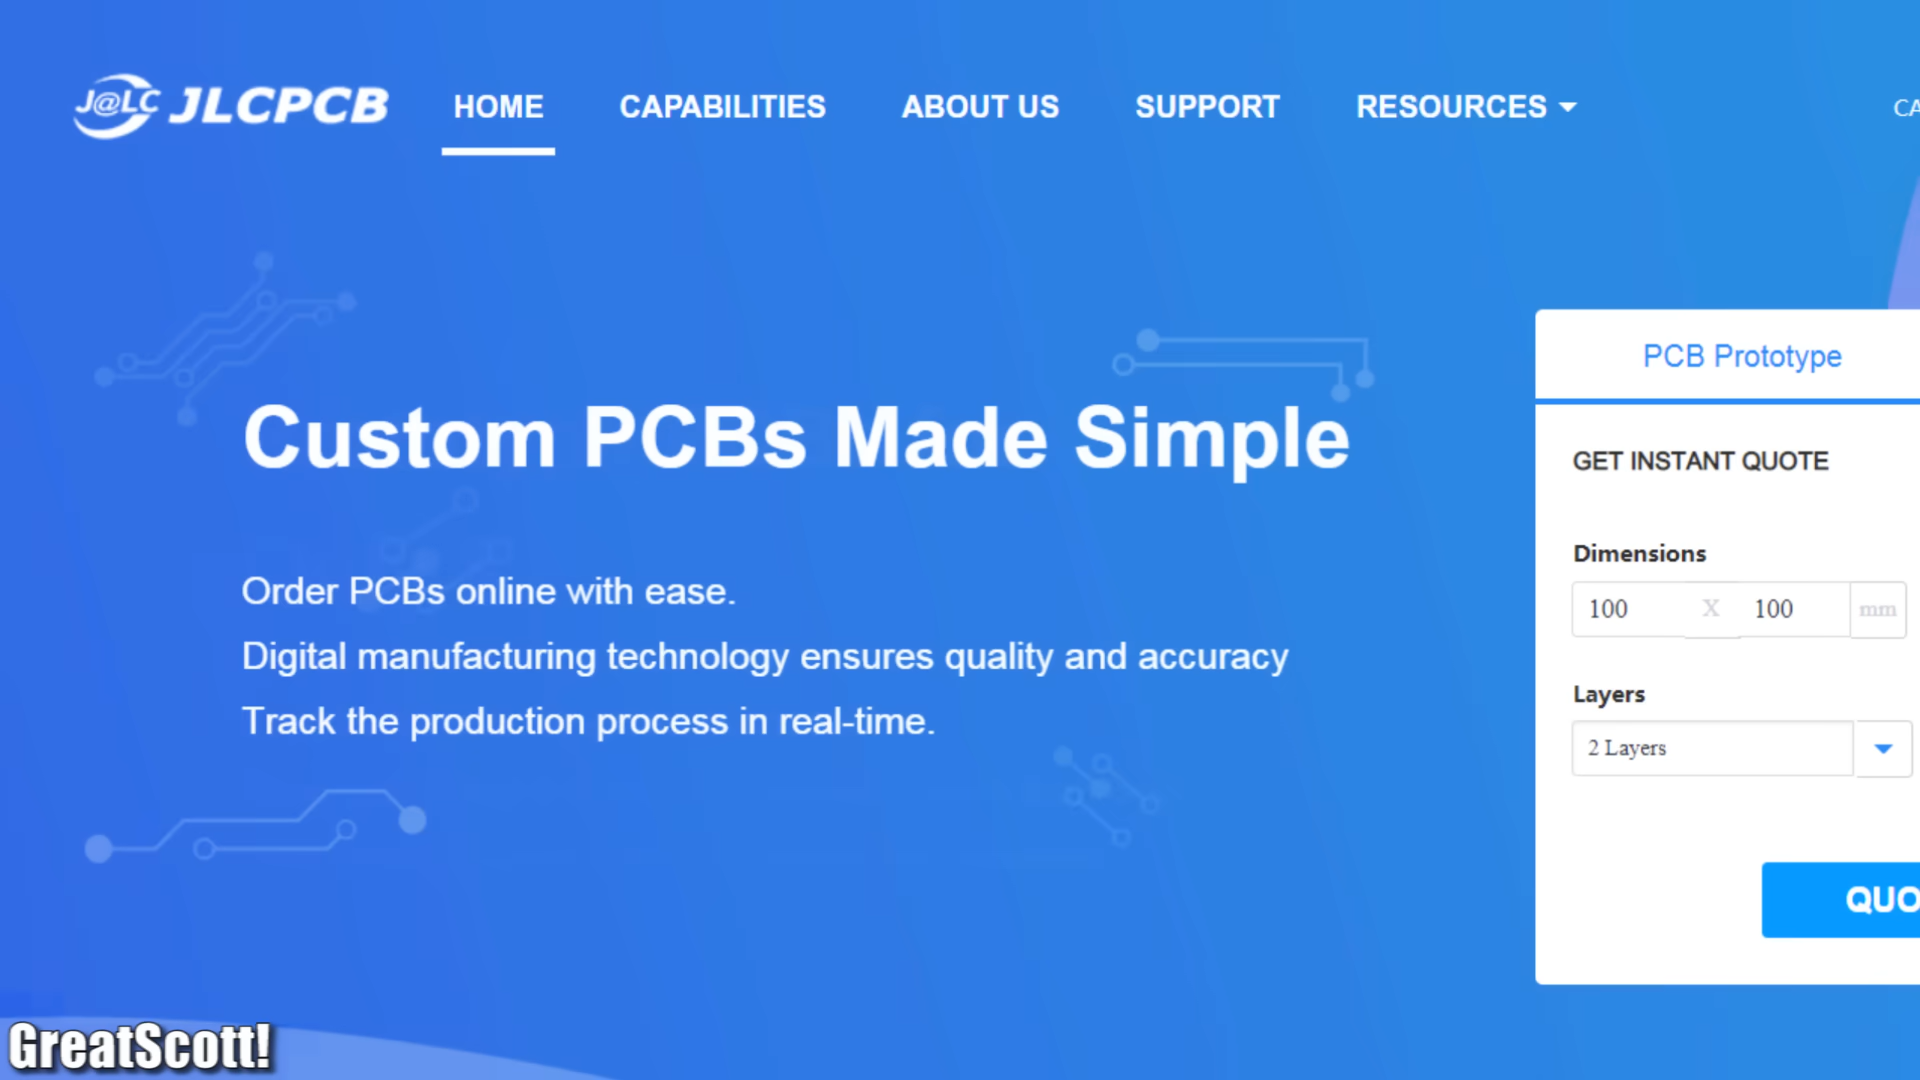 J@LC JLCPCB HOME CAPABILITIES ABOUT US SUPPORT RESOURCES CA
PCB Prototype
Custom PCBs Made Simple
GET INSTANT QUOTE
Dimensions
100 X 100 mm
Order PCBs online with ease.
Digital manufacturing technology ensures quality and accuracy
Track the production process in real-time.
Layers
2 Layers
QUO
GreatScott!